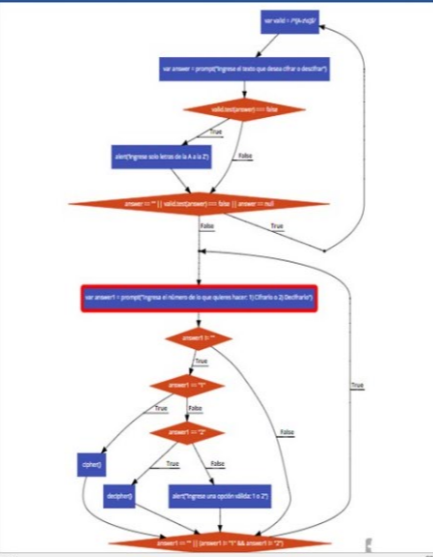 var valid = /^[A-Z\s]$/
var answer = prompt("Ingrese el texto que desea cifrar o descifrar")
valid.test(answer) === false
True
alert("Ingrese solo letras de la A a la Z")
False
answer == "" || valid.test(answer) == false || answer == null
False
True
var answer1 = prompt("Ingresa el número de lo que quieres hacer: 1) Cifrarlo o 2) Decifrarlo")
answer1 != ""
True
answer1 == "1"
True
True
False
False
answer1 == "2"
cipher()
True
False
decipher()
alert("Ingrese una opción válida: 1 o 2")
answer1 != "" || (answer1 != "1" && answer1 != "2")